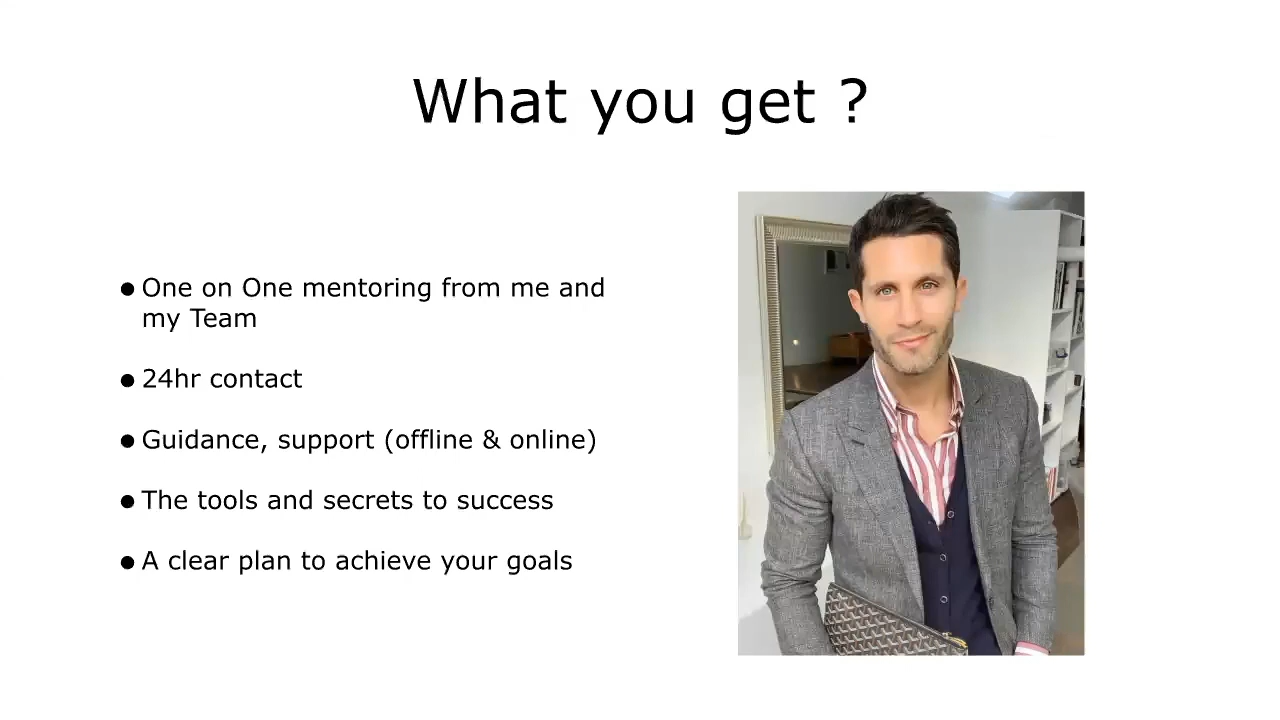 What you get ?
● One on One mentoring from me and
my Team
● 24hr contact
● Guidance, support (offline & online)
● The tools and secrets to success
● A clear plan to achieve your goals